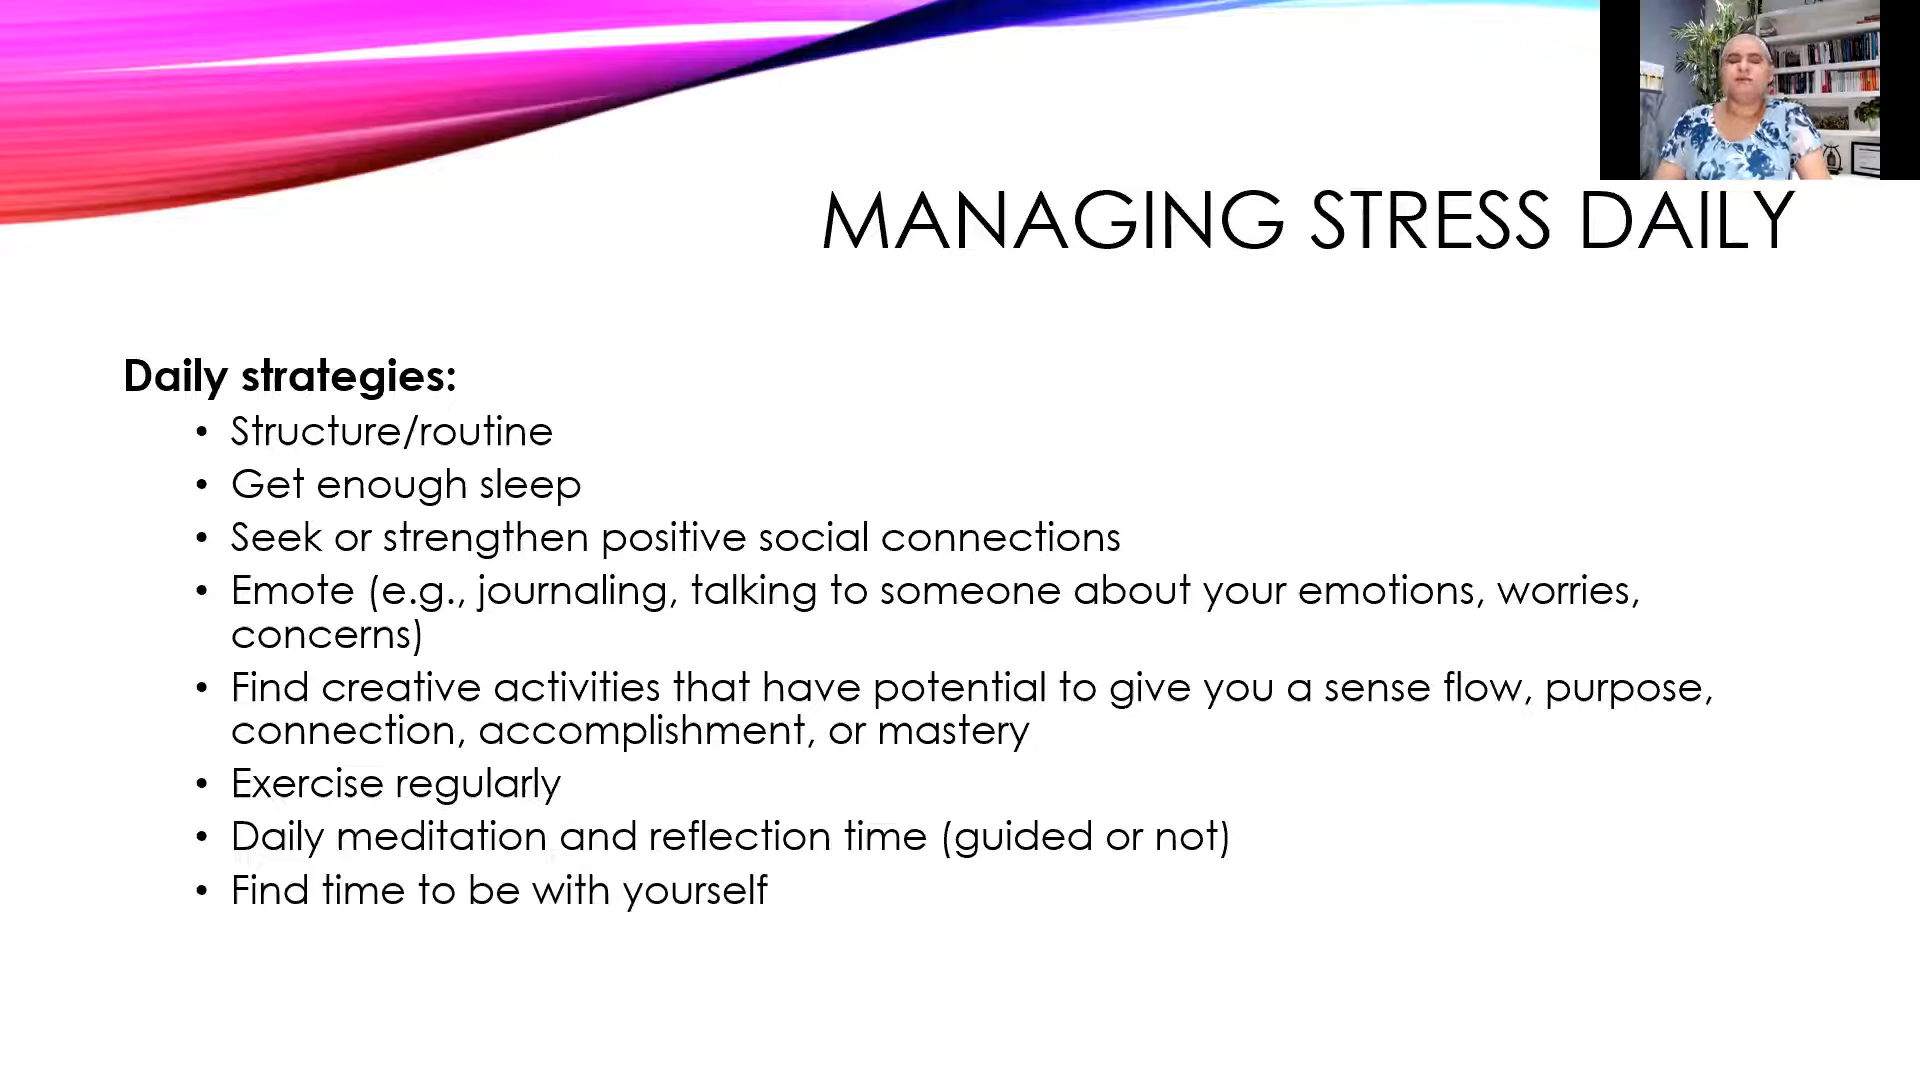 MANAGING STRESS DAILY
Daily strategies:
• Structure/routine
• Get enough sleep
• Seek or strengthen positive social connections
• Emote (e.g., journaling, talking to someone about your emotions, worries,
concerns)
• Find creative activities that have potential to give you a sense flow, purpose,
connection, accomplishment, or mastery
• Exercise regularly
• Daily meditation and reflection time (guided or not)
• Find time to be with yourself